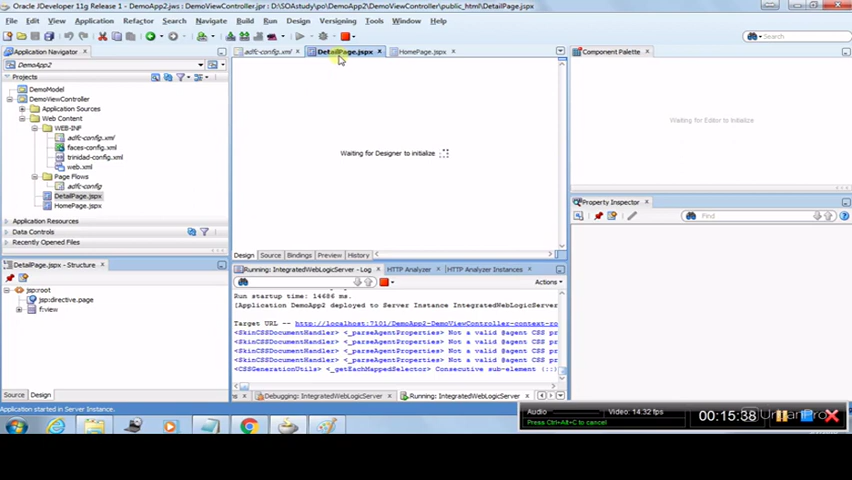 Oracle JDeveloper 11g Release 1 - DemoApp2.jws : DemoViewController.jpr : D:\SOAstudy\poc\DemoApp2\DemoViewController\public_html\DetailPage.jspx
File Edit View Application Refactor Search Navigate Build Run Design Versioning Tools Window Help
Search
Application Navigator
adfc-config.xml
DetailPage.jspx
HomePage.jspx
Component Palette
DemoApp2
Projects
DemoModel
DemoViewController
Application Sources
Web Content
WEB-INF
adfc-config.xml
faces-config.xml
trinidad-config.xml
web.xml
Page Flows
adfc-config
DetailPage.jspx
HomePage.jspx
Application Resources
Data Controls
Recently Opened Files
Waiting for Designer to initialize
Waiting for Editor to initialize
Property Inspector
Find
Design Source Bindings Preview History
DetailPage.jspx - Structure
jsp:root
jsp:directive.page
f:view
Source Design
Running: IntegratedWebLogicServer - Log
HTTP Analyzer
HTTP Analyzer Instances
Actions
Run startup time: 14686 ms.
[Application DemoApp2 deployed to Server Instance IntegratedWebLogicServer
Target URL -- http://localhost:7101/DemoApp2-DemoViewController-context-ro
<SkinCSSDocumentHandler> <_parseAgentProperties> Not a valid @agent CSS pr
<SkinCSSDocumentHandler> <_parseAgentProperties> Not a valid @agent CSS pr
<SkinCSSDocumentHandler> <_parseAgentProperties> Not a valid @agent CSS pr
<CSSGenerationUtils> <_getEachMappedSelector> Consecutive sub-element (::)
Debugging: IntegratedWebLogicServer
Running: IntegratedWebLogicServer
Application started in Server Instance.
Audio
Video: 14.32 fps
Press Ctrl+Alt+C to cancel
00:15:38